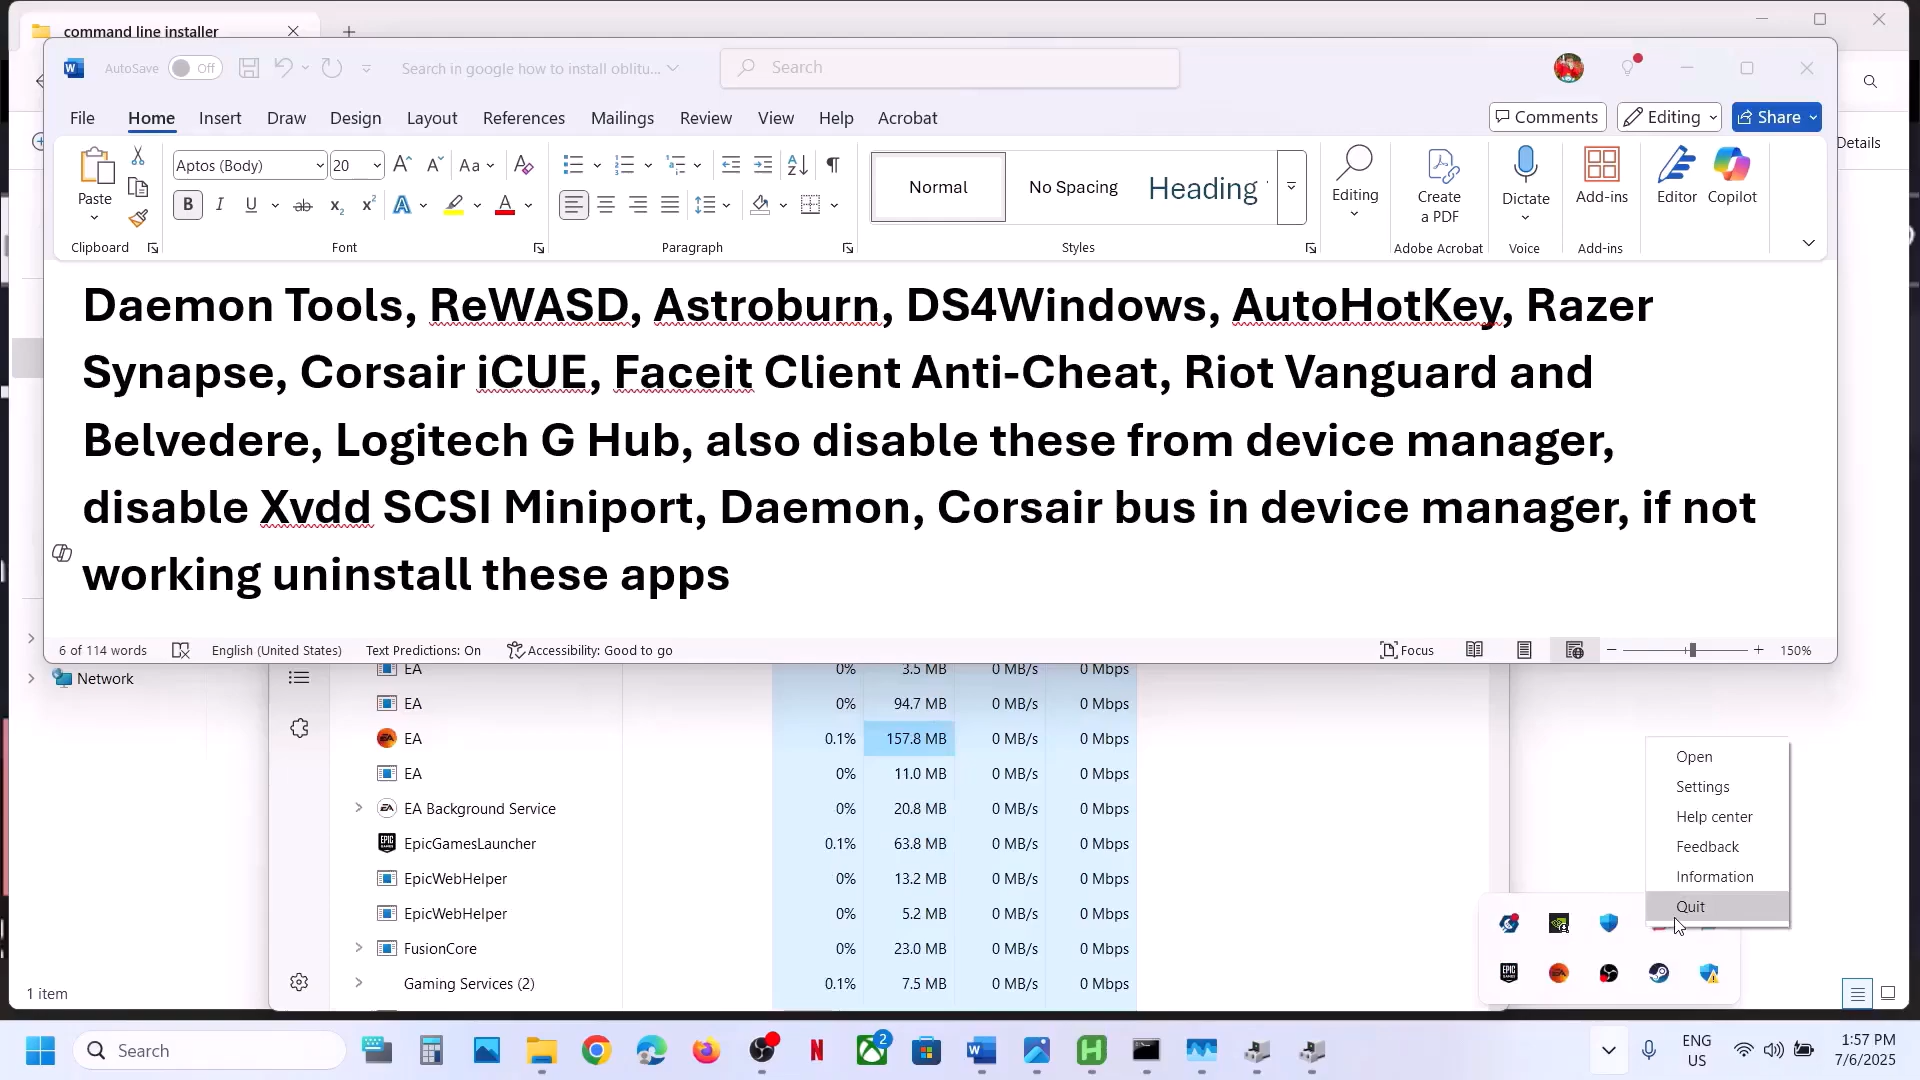 command line installer
AutoSave Off Search in google how to install oblitu... Search
File Home Insert Draw Design Layout References Mailings Review View Help Acrobat Comments Editing Share
Details
Aptos (Body) 20 Aa
Paste
Normal No Spacing Heading
Editing Create a PDF Dictate Add-ins Editor Copilot
Clipboard Font Paragraph Styles Adobe Acrobat Voice Add-ins
Daemon Tools, ReWASD, Astroburn, DS4Windows, AutoHotKey, Razer
Synapse, Corsair iCUE, Faceit Client Anti-Cheat, Riot Vanguard and
Belvedere, Logitech G Hub, also disable these from device manager,
disable Xvdd SCSI Miniport, Daemon, Corsair bus in device manager, if not
working uninstall these apps
6 of 114 words English (United States) Text Predictions: On Accessibility: Good to go Focus 150%
Network
EA 0% 3.5 MB 0 MB/s 0 Mbps
EA 0% 94.7 MB 0 MB/s 0 Mbps
EA 0.1% 157.8 MB 0 MB/s 0 Mbps
EA 0% 11.0 MB 0 MB/s 0 Mbps
EA Background Service 0% 20.8 MB 0 MB/s 0 Mbps
EpicGamesLauncher 0.1% 63.8 MB 0 MB/s 0 Mbps
EpicWebHelper 0% 13.2 MB 0 MB/s 0 Mbps
EpicWebHelper 0% 5.2 MB 0 MB/s 0 Mbps
FusionCore 0% 23.0 MB 0 MB/s 0 Mbps
Gaming Services (2) 0.1% 7.5 MB 0 MB/s 0 Mbps
Open
Settings
Help center
Feedback
Information
Quit
1 item
Search
2
ENG
US
1:57 PM
7/6/2025